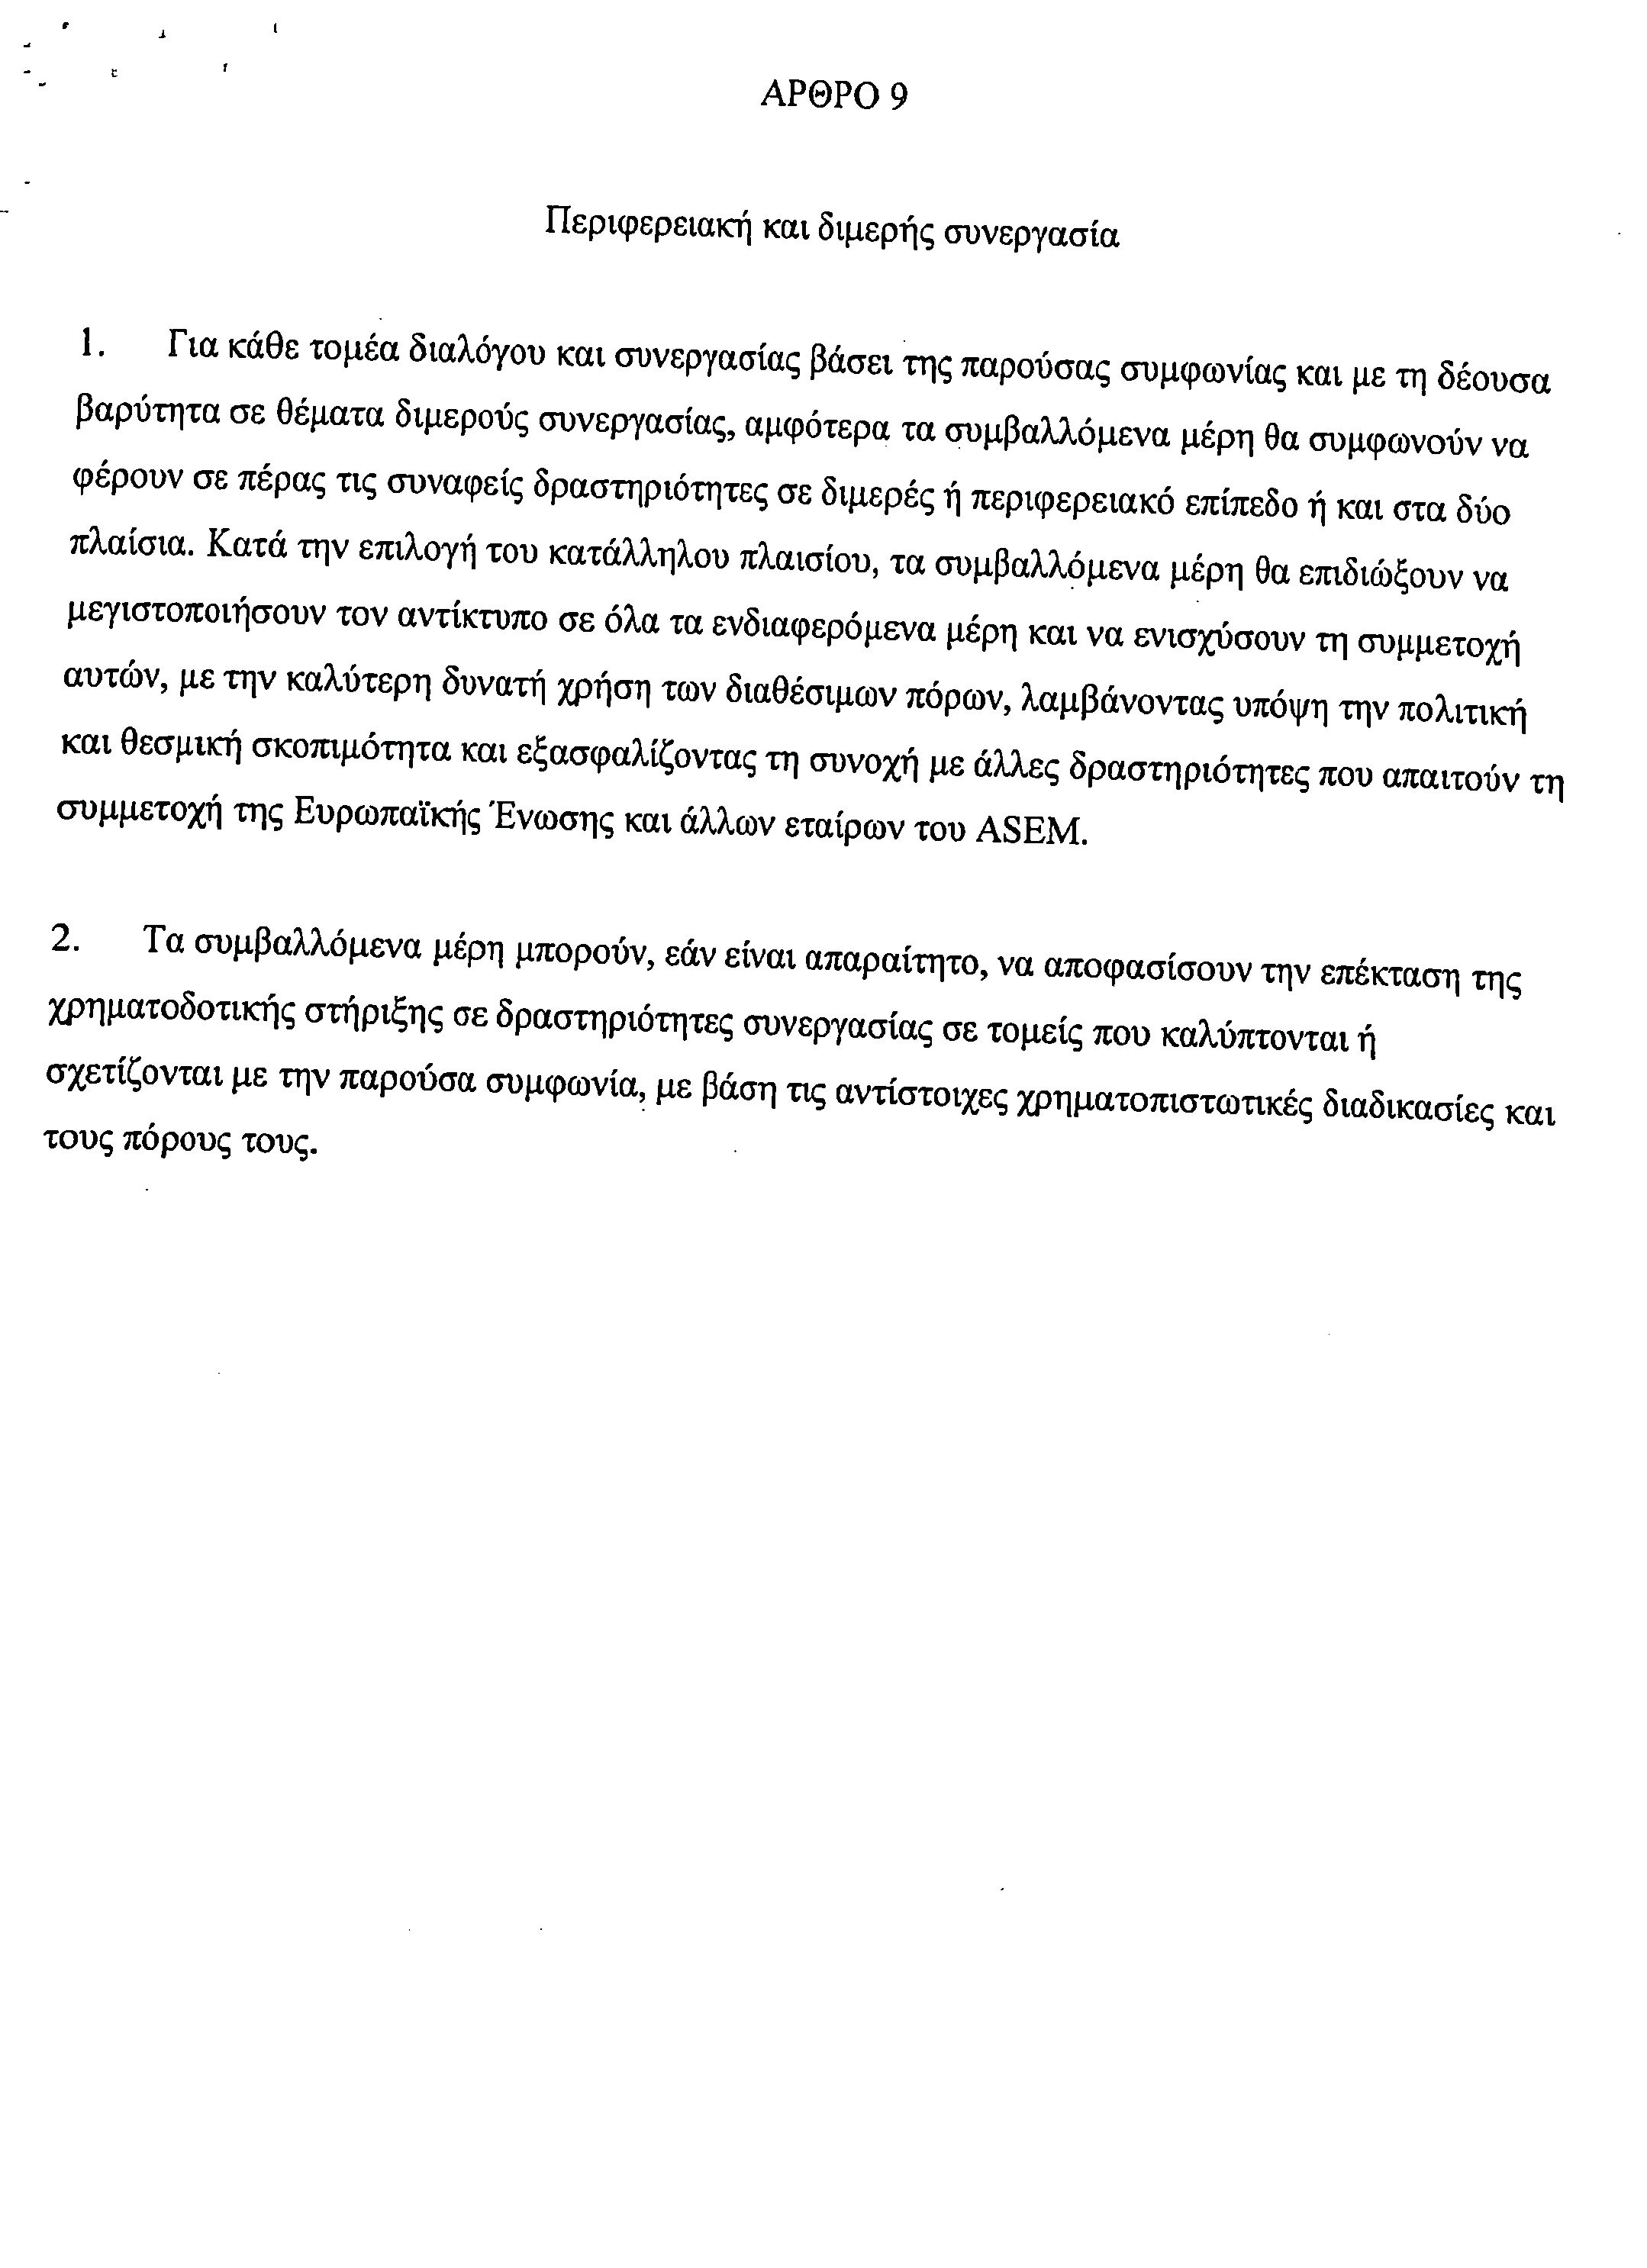 ΑΡΘΡΟ 9
Περιφερειακή και διμερής συνεργασία
1. Για κάθε τομέα διαλόγου και συνεργασίας βάσει της παρούσας συμφωνίας και με τη δέουσα
βαρύτητα σε θέματα διμερούς συνεργασίας, αμφότερα τα συμβαλλόμενα μέρη θα συμφωνούν να
φέρουν σε πέρας τις συναφείς δραστηριότητες σε διμερές ή περιφερειακό επίπεδο ή και στα δύο
πλαίσια. Κατά την επιλογή του κατάλληλου πλαισίου, τα συμβαλλόμενα μέρη θα επιδιώξουν να
μεγιστοποιήσουν τον αντίκτυπο σε όλα τα ενδιαφερόμενα μέρη και να ενισχύσουν τη συμμετοχή
αυτών, με την καλύτερη δυνατή χρήση των διαθέσιμων πόρων, λαμβάνοντας υπόψη την πολιτική
και θεσμική σκοπιμότητα και εξασφαλίζοντας τη συνοχή με άλλες δραστηριότητες που απαιτούν τη
συμμετοχή της Ευρωπαϊκής Ένωσης και άλλων εταίρων του ASEM.
2. Τα συμβαλλόμενα μέρη μπορούν, εάν είναι απαραίτητο, να αποφασίσουν την επέκταση της
χρηματοδοτικής στήριξης σε δραστηριότητες συνεργασίας σε τομείς που καλύπτονται ή
σχετίζονται με την παρούσα συμφωνία, με βάση τις αντίστοιχες χρηματοπιστωτικές διαδικασίες και
τους πόρους τους.